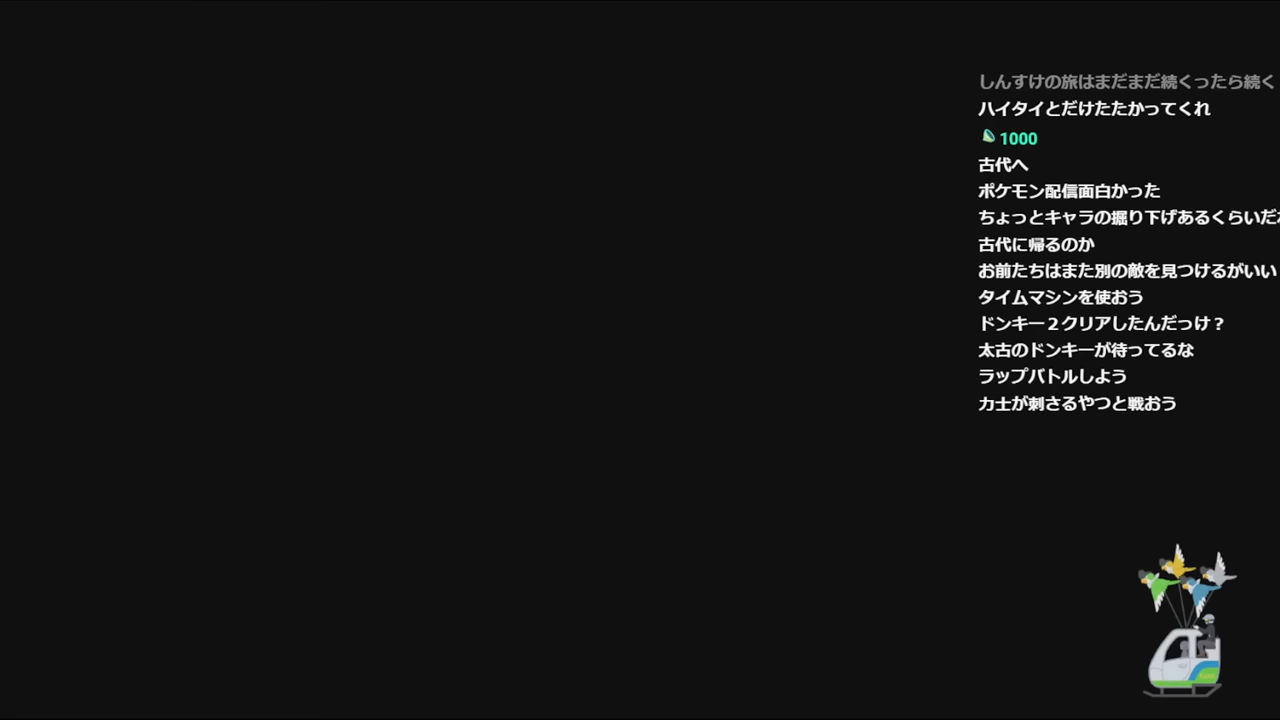 しんすけの旅はまだまだ続くったら続く
ハイタイとだけたたかってくれ
1000
古代へ
ポケモン配信面白かった
ちょっとキャラの掘り下げあるくらいだ
古代に帰るのか
お前たちはまた別の敵を見つけるがいい
タイムマシンを使おう
ドンキー２クリアしたんだっけ？
太古のドンキーが待ってるな
ラップバトルしよう
力士が刺さるやつと戦おう